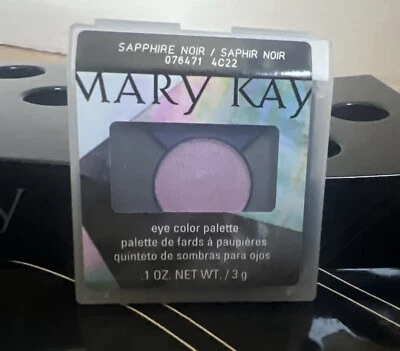 SAPPHIRE NOIR / SAPHIR NOIR
076471 4C22
MARY KAY
eye color palette
palette de fards à paupières
quinteto de sombras para ojos
.1 OZ. NET WT. / 3 g
y